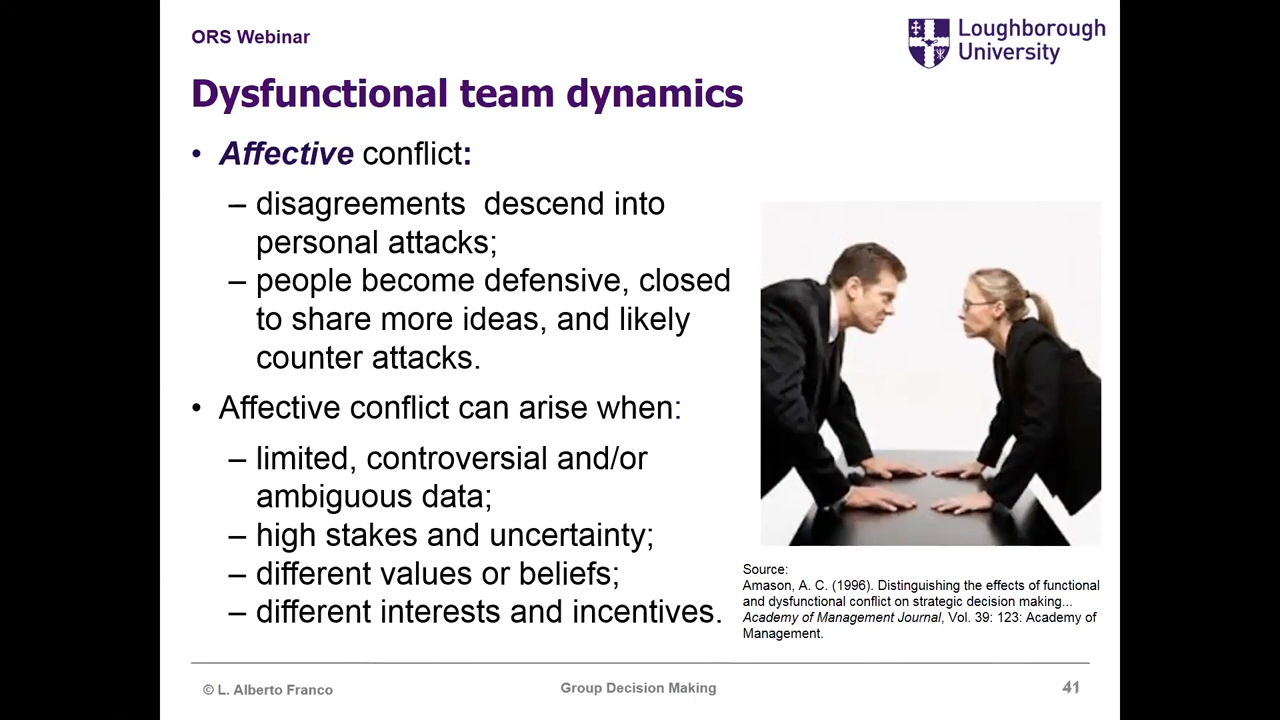 ORS Webinar
Loughborough
University
Dysfunctional team dynamics
• Affective conflict:
– disagreements  descend into
personal attacks;
– people become defensive, closed
to share more ideas, and likely
counter attacks.
• Affective conflict can arise when:
– limited, controversial and/or
ambiguous data;
– high stakes and uncertainty;
– different values or beliefs;
– different interests and incentives.
Source:
Amason, A. C. (1996). Distinguishing the effects of functional
and dysfunctional conflict on strategic decision making...
Academy of Management Journal, Vol. 39: 123: Academy of
Management.
© L. Alberto Franco
Group Decision Making
41